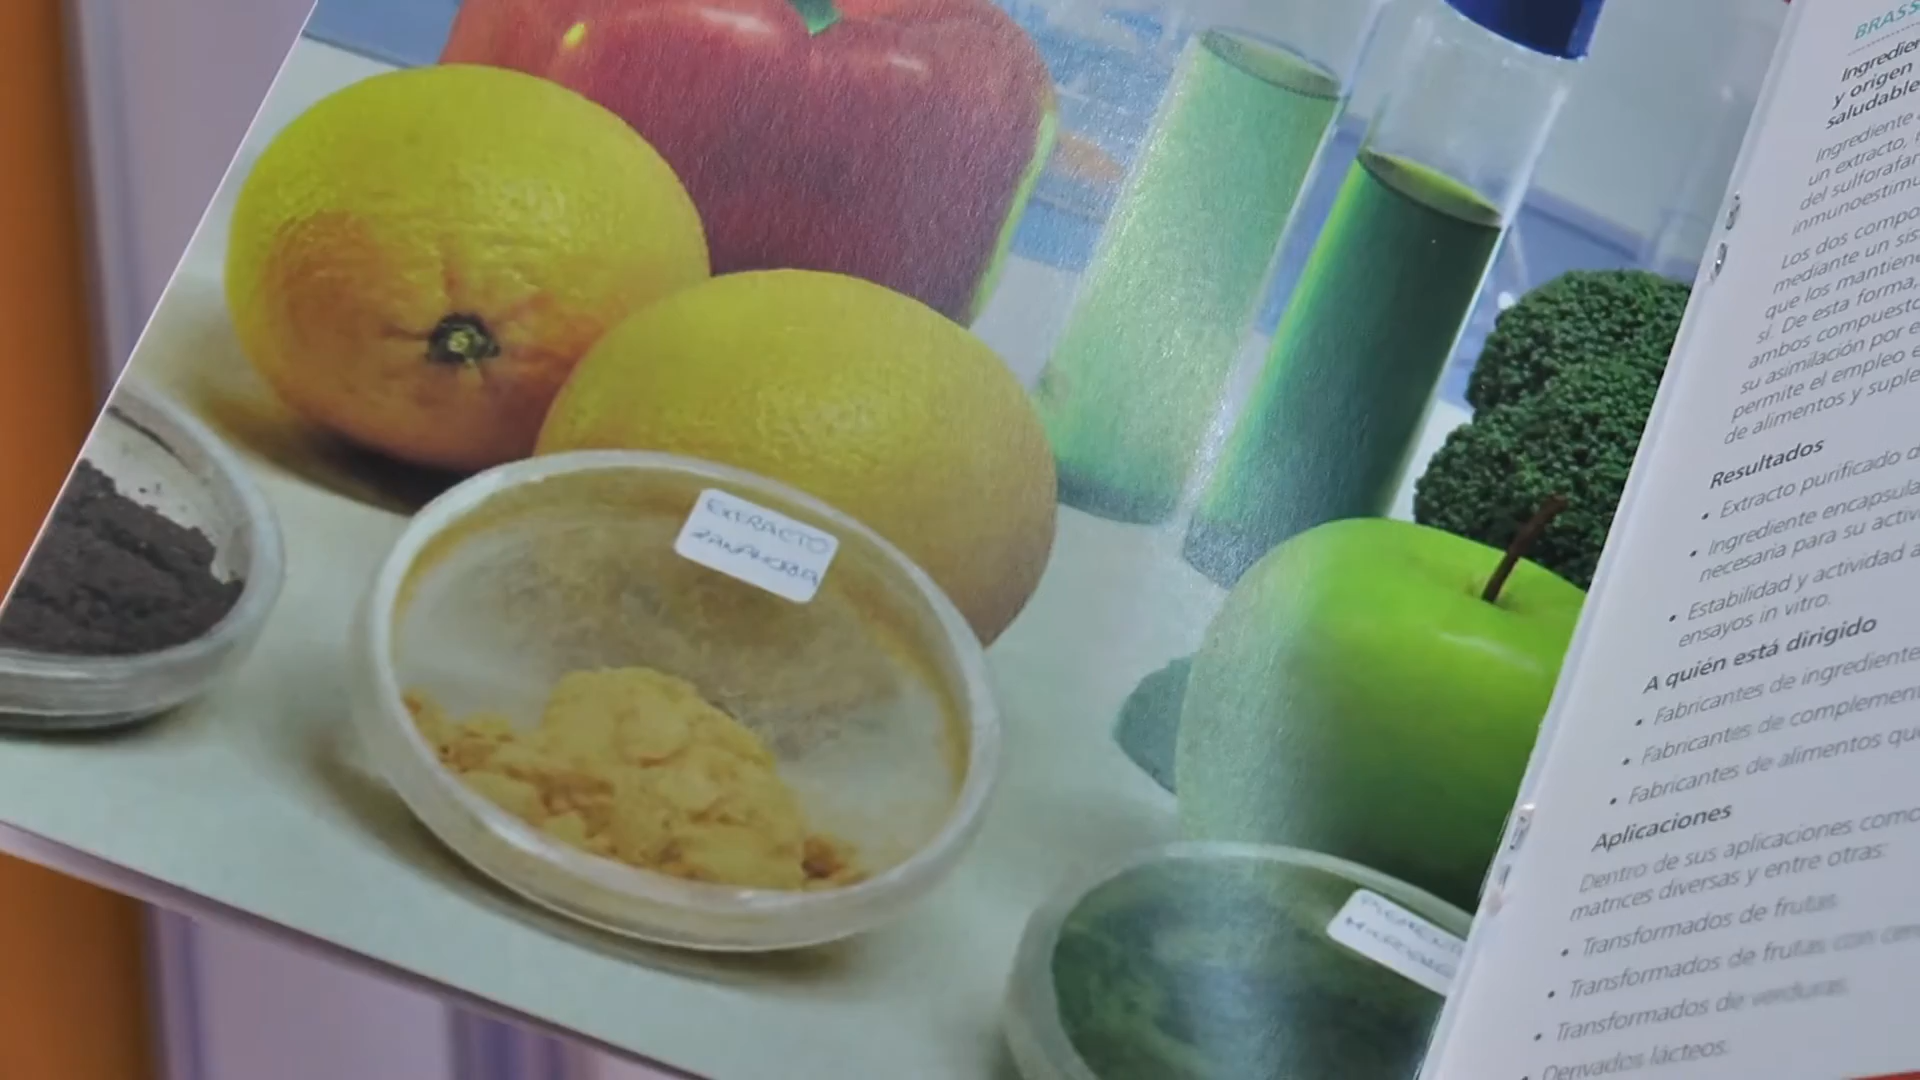 EXTRACTO
ZANAHORIA
BRASS
Ingredien
y origen
saludable
Ingrediente
un extracto,
del sulforafan
inmunoestimu
Los dos compo
mediante un sis
que los mantiene
sí. De esta forma,
ambos compuesto
su asimilación por e
permite el empleo e
de alimentos y suple
Resultados
• Extracto purificado d
• Ingrediente encapsula
necesaria para su activ
• Estabilidad y actividad a
ensayos in vitro.
A quién está dirigido
• Fabricantes de ingrediente
• Fabricantes de complemen
• Fabricantes de alimentos que
Aplicaciones
Dentro de sus aplicaciones como
matrices diversas y entre otras:
• Transformados de frutas.
• Transformados de frutas con cere
• Transformados de verduras.
• Derivados lácteos.